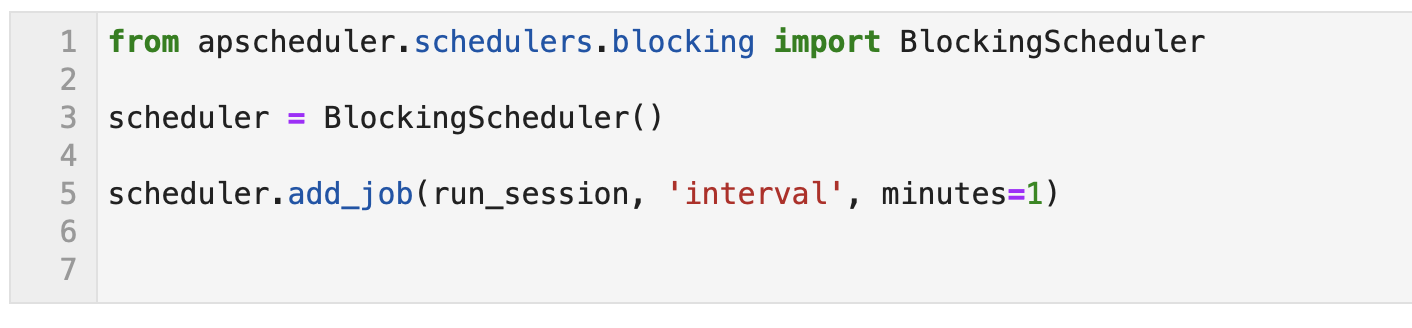 1 from apscheduler.schedulers.blocking import BlockingScheduler
2
3 scheduler = BlockingScheduler()
4
5 scheduler.add_job(run_session, 'interval', minutes=1)
6
7